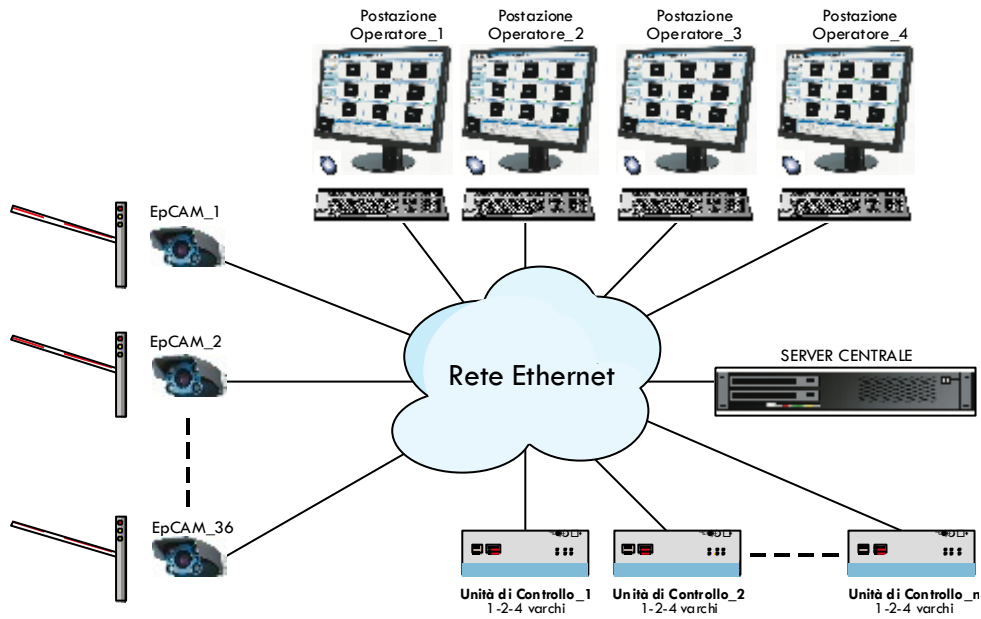 Postazione
Operatore_1
Postazione
Operatore_2
Postazione
Operatore_3
Postazione
Operatore_4
EpCAM_1
EpCAM_2
Rete Ethernet
SERVER CENTRALE
EpCAM_36
Unità di Controllo_1
1-2-4 varchi
Unità di Controllo_2
1-2-4 varchi
Unità di Controllo_n
1-2-4 varchi